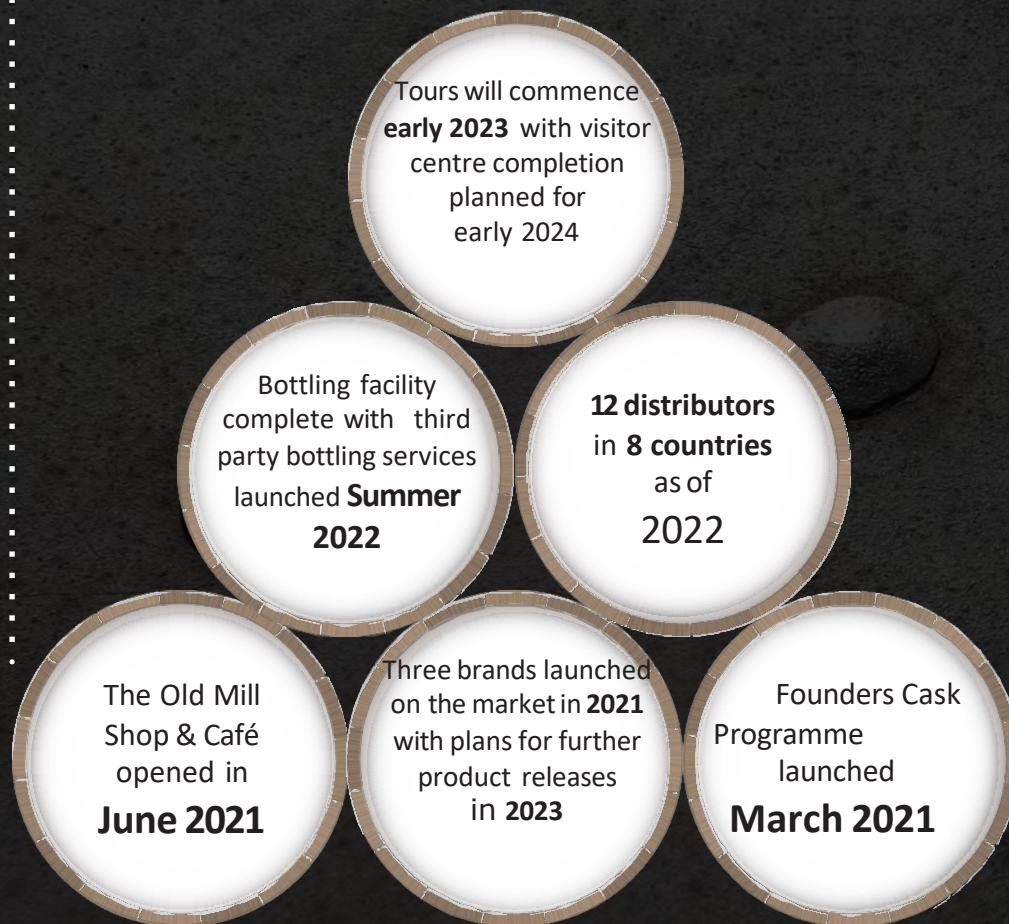 Tours will commence
early 2023 with visitor
centre completion
planned for
early 2024
Bottling facility
complete with third
party bottling services
launched Summer
2022
12 distributors
in 8 countries
as of
2022
The Old Mill
Shop & Café
opened in
June 2021
Three brands launched
on the market in 2021
with plans for further
product releases
in 2023
Founders Cask
Programme
launched
March 2021